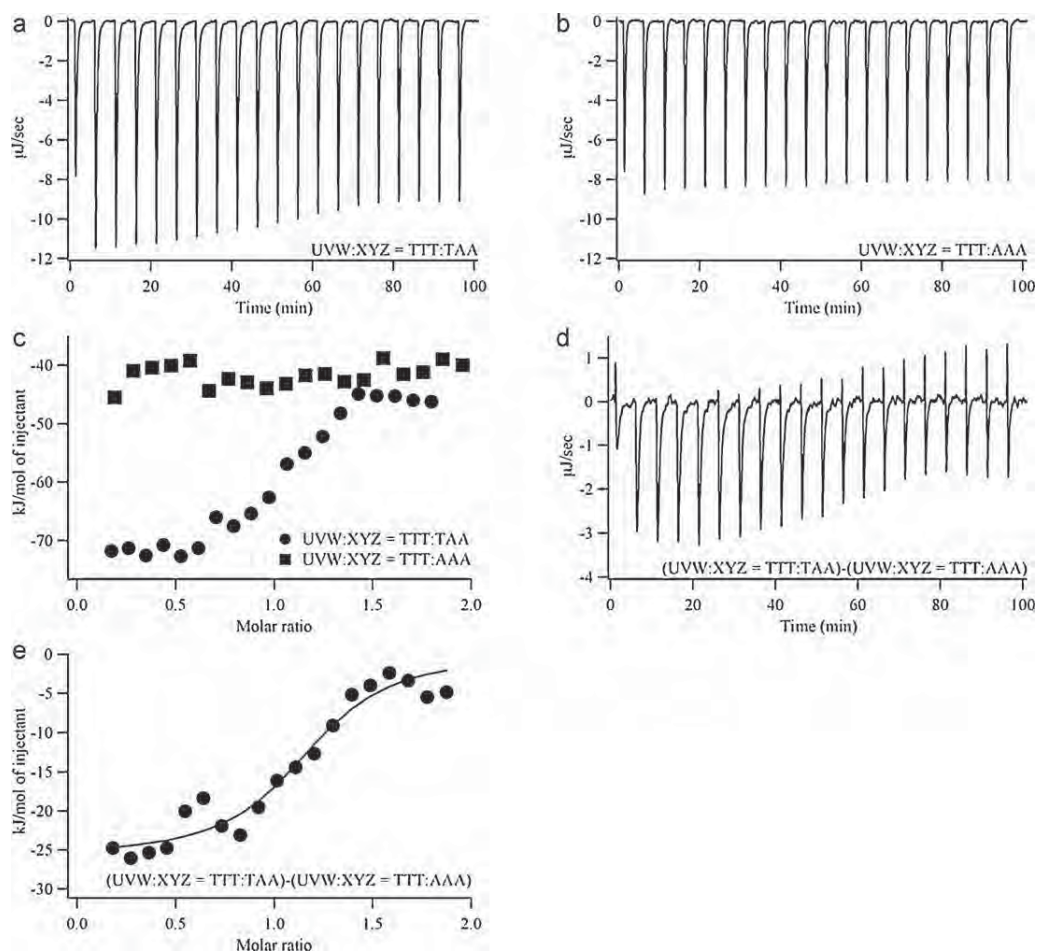 a
0
-2
-4
-6
-8
-10
-12
µJ/sec
UVW:XYZ = TTT:TAA
0 20 40 60 80 100
Time (min)
b
0
-2
-4
-6
-8
-10
-12
µJ/sec
UVW:XYZ = TTT:AAA
0 20 40 60 80 100
Time (min)
c
-40
-50
-60
-70
kJ/mol of injectant
UVW:XYZ = TTT:TAA
UVW:XYZ = TTT:AAA
0.0 0.5 1.0 1.5 2.0
Molar ratio
d
1
0
-1
-2
-3
-4
µJ/sec
(UVW:XYZ = TTT:TAA)-(UVW:XYZ = TTT:AAA)
0 20 40 60 80 100
Time (min)
e
0
-5
-10
-15
-20
-25
-30
kJ/mol of injectant
(UVW:XYZ = TTT:TAA)-(UVW:XYZ = TTT:AAA)
0.0 0.5 1.0 1.5 2.0
Molar ratio